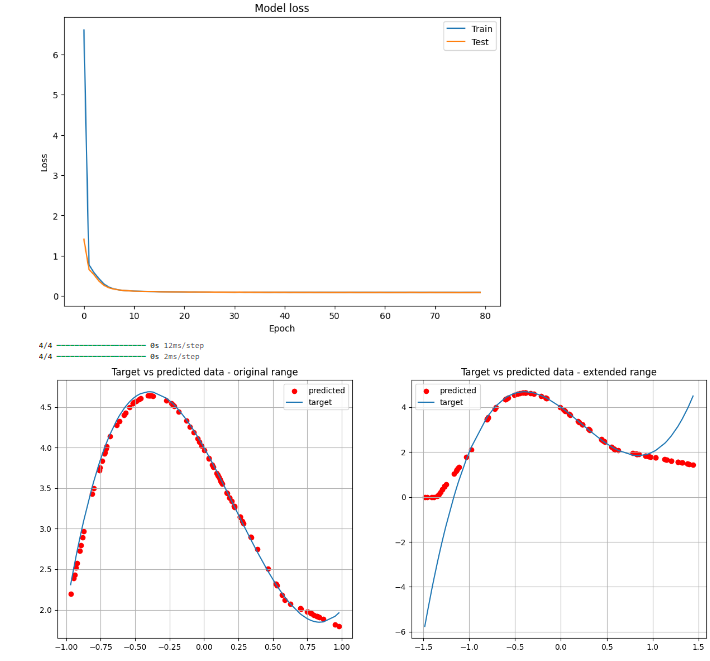 Model loss
Train
Test
6
5
4
3
2
1
0
Loss
0 10 20 30 40 50 60 70 80
Epoch
4/4 ━━━━━━━━━━━━━━━━━━━━ 0s 12ms/step
4/4 ━━━━━━━━━━━━━━━━━━━━ 0s 2ms/step
Target vs predicted data - original range
predicted
target
4.5
4.0
3.5
3.0
2.5
2.0
−1.00 −0.75 −0.50 −0.25 0.00 0.25 0.50 0.75 1.00
Target vs predicted data - extended range
predicted
target
4
2
0
−2
−4
−6
−1.5 −1.0 −0.5 0.0 0.5 1.0 1.5